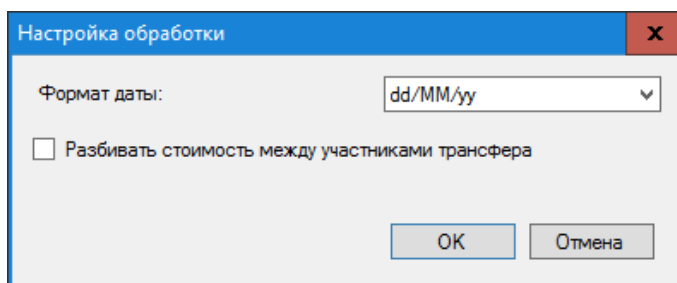 Настройка обработки
Формат даты: dd/MM/yy
Разбивать стоимость между участниками трансфера
OK Отмена